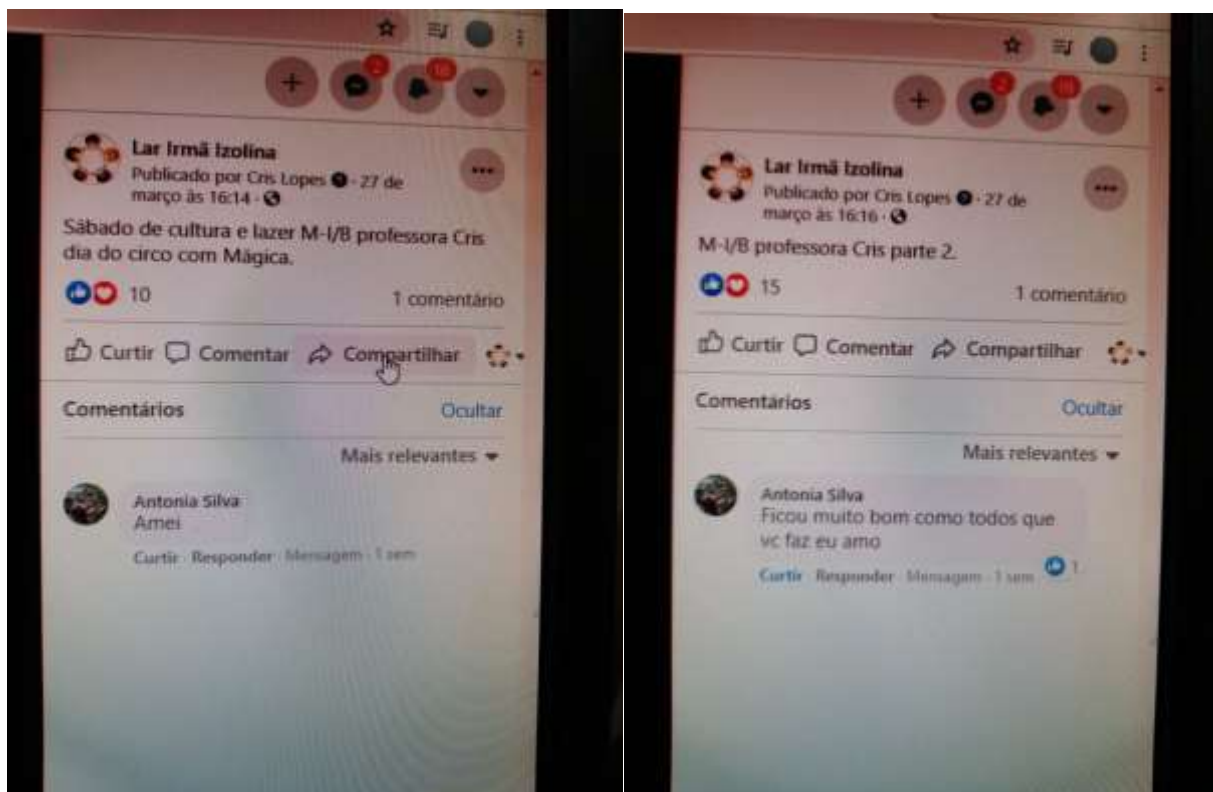 2
Lar Irmã Izolina
Publicado por Cris Lopes · 27 de
março às 16:14 ·
Sábado de cultura e lazer M-I/B professora Cris
dia do circo com Mágica.
10
1 comentário
Curtir Comentar Compartilhar
Comentários
Ocultar
Mais relevantes
Antonia Silva
Amei
Curtir · Responder · Mensagem · 1 sem
2
Lar Irmã Izolina
Publicado por Cris Lopes · 27 de
março às 16:16 ·
M-I/B professora Cris parte 2.
15
1 comentário
Curtir Comentar Compartilhar
Comentários
Ocultar
Mais relevantes
Antonia Silva
Ficou muito bom como todos que
vc faz eu amo
Curtir · Responder · Mensagem · 1 sem
1